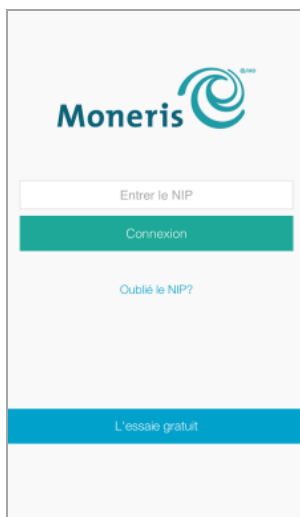 Moneris
Entrer le NIP
Connexion
Oublié le NIP?
L'essaie gratuit